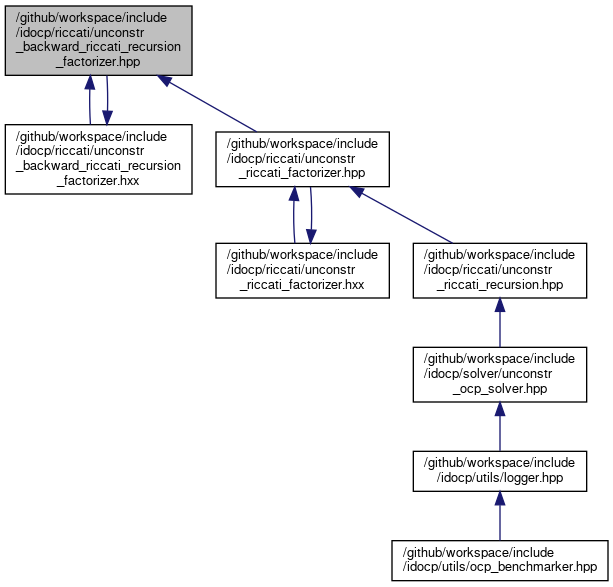 /github/workspace/include
/idocp/riccati/unconstr
_backward_riccati_recursion
_factorizer.hpp
/github/workspace/include
/idocp/riccati/unconstr
_backward_riccati_recursion
_factorizer.hxx
/github/workspace/include
/idocp/riccati/unconstr
_riccati_factorizer.hpp
/github/workspace/include
/idocp/riccati/unconstr
_riccati_factorizer.hxx
/github/workspace/include
/idocp/riccati/unconstr
_riccati_recursion.hpp
/github/workspace/include
/idocp/solver/unconstr
_ocp_solver.hpp
/github/workspace/include
/idocp/utils/logger.hpp
/github/workspace/include
/idocp/utils/ocp_benchmarker.hpp